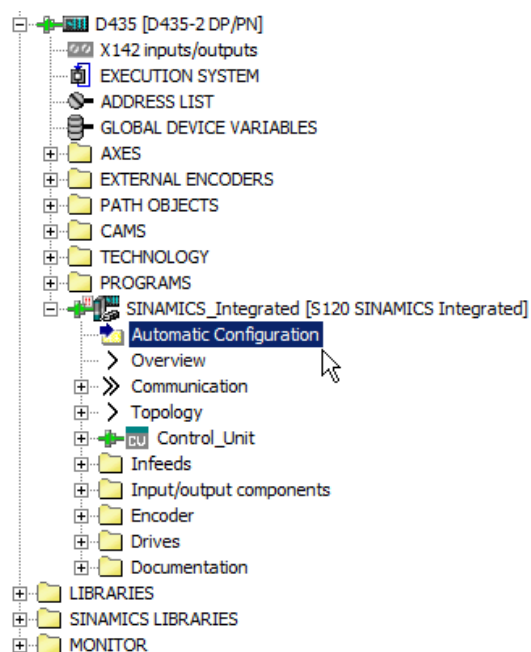 D435 [D435-2 DP/PN]
X142 inputs/outputs
EXECUTION SYSTEM
ADDRESS LIST
GLOBAL DEVICE VARIABLES
AXES
EXTERNAL ENCODERS
PATH OBJECTS
CAMS
TECHNOLOGY
PROGRAMS
SINAMICS_Integrated [S120 SINAMICS Integrated]
Automatic Configuration
Overview
Communication
Topology
CU Control_Unit
Infeeds
Input/output components
Encoder
Drives
Documentation
LIBRARIES
SINAMICS LIBRARIES
MONITOR